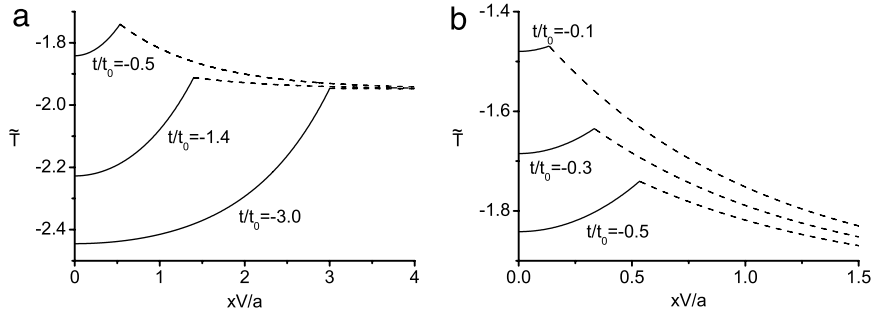 a
-1.8
-2.0
-2.2
-2.4
T̃
t/t₀=-0.5
t/t₀=-1.4
t/t₀=-3.0
0
1
2
3
4
xV/a
b
-1.4
-1.6
-1.8
T̃
t/t₀=-0.1
t/t₀=-0.3
t/t₀=-0.5
0.0
0.5
1.0
1.5
xV/a